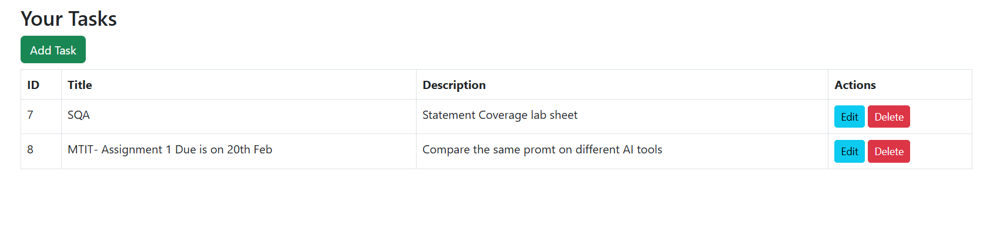 Your Tasks
Add Task
ID Title Description Actions
7 SQA Statement Coverage lab sheet Edit Delete
8 MTIT- Assignment 1 Due is on 20th Feb Compare the same promt on different AI tools Edit Delete